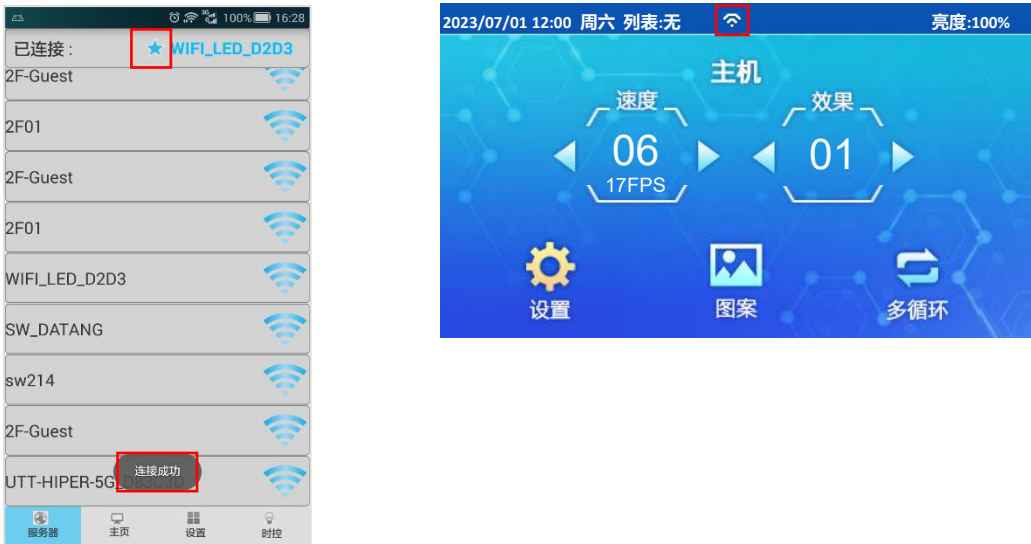 100% 16:28
已连接 : ★ WIFI_LED_D2D3
2F-Guest
2F01
2F-Guest
2F01
WIFI_LED_D2D3
SW_DATANG
sw214
2F-Guest
UTT-HIPER-5G_D83C3D
连接成功
服务器 主页 设置 时控
2023/07/01 12:00 周六 列表:无 亮度:100%
主机
速度 效果
06 01
17FPS
设置 图案 多循环